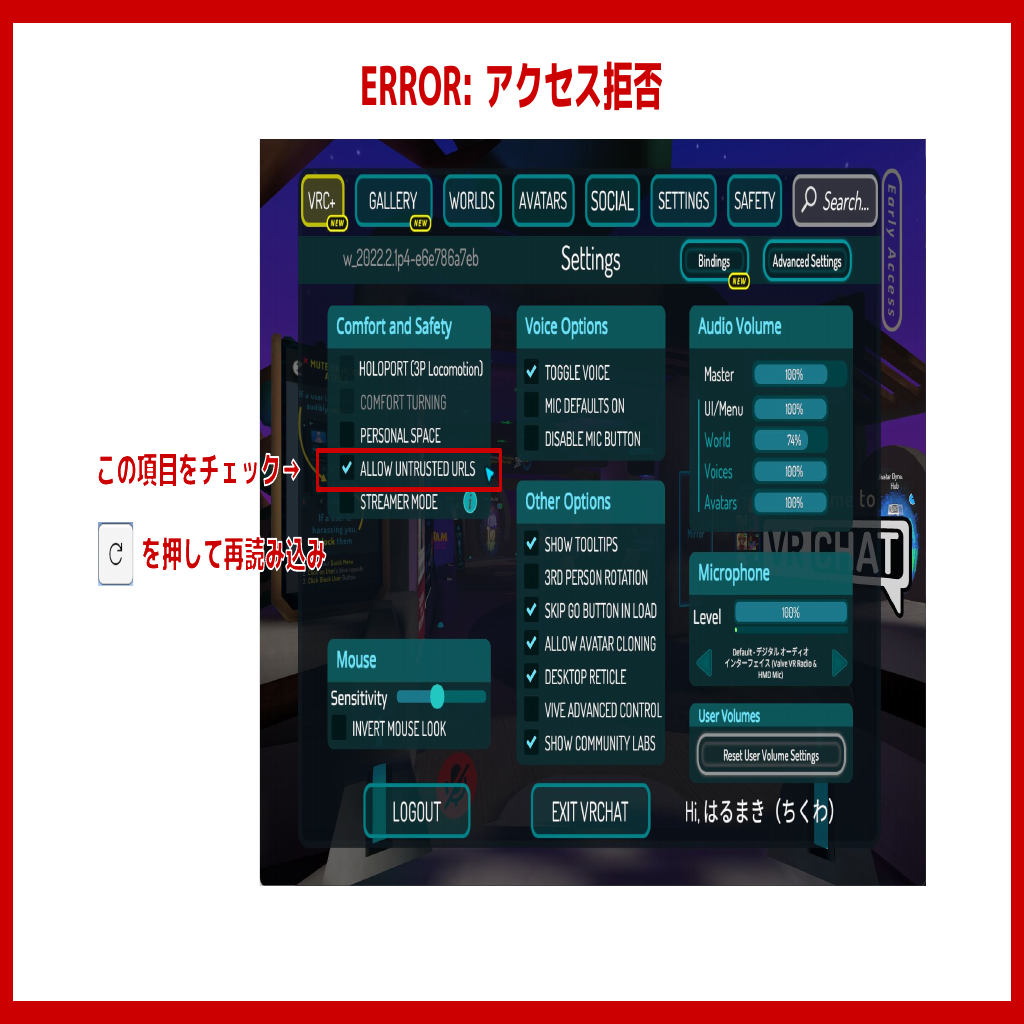 ERROR: アクセス拒否
VRC+
NEW
GALLERY
NEW
WORLDS
AVATARS
SOCIAL
SETTINGS
SAFETY
Search...
Early Access
w_2022.2.1p4-e6e786a7eb
Settings
Bindings
NEW
Advanced Settings
Comfort and Safety
HOLOPORT (3P Locomotion)
COMFORT TURNING
PERSONAL SPACE
ALLOW UNTRUSTED URLS
STREAMER MODE
この項目をチェック→
を押して再読み込み
Mouse
Sensitivity
INVERT MOUSE LOOK
Voice Options
TOGGLE VOICE
MIC DEFAULTS ON
DISABLE MIC BUTTON
Other Options
SHOW TOOLTIPS
3RD PERSON ROTATION
SKIP GO BUTTON IN LOAD
ALLOW AVATAR CLONING
DESKTOP RETICLE
VIVE ADVANCED CONTROL
SHOW COMMUNITY LABS
Audio Volume
Master 100%
UI/Menu 100%
World 74%
Voices 100%
Avatars 100%
to
VRCHAT
Mirror
Microphone
Level 100%
Default - デジタル オーディオ
インターフェイス (Valve VR Radio &
HMD Mic)
User Volumes
Reset User Volume Settings
LOGOUT
EXIT VRCHAT
Hi, はるまき（ちくわ）